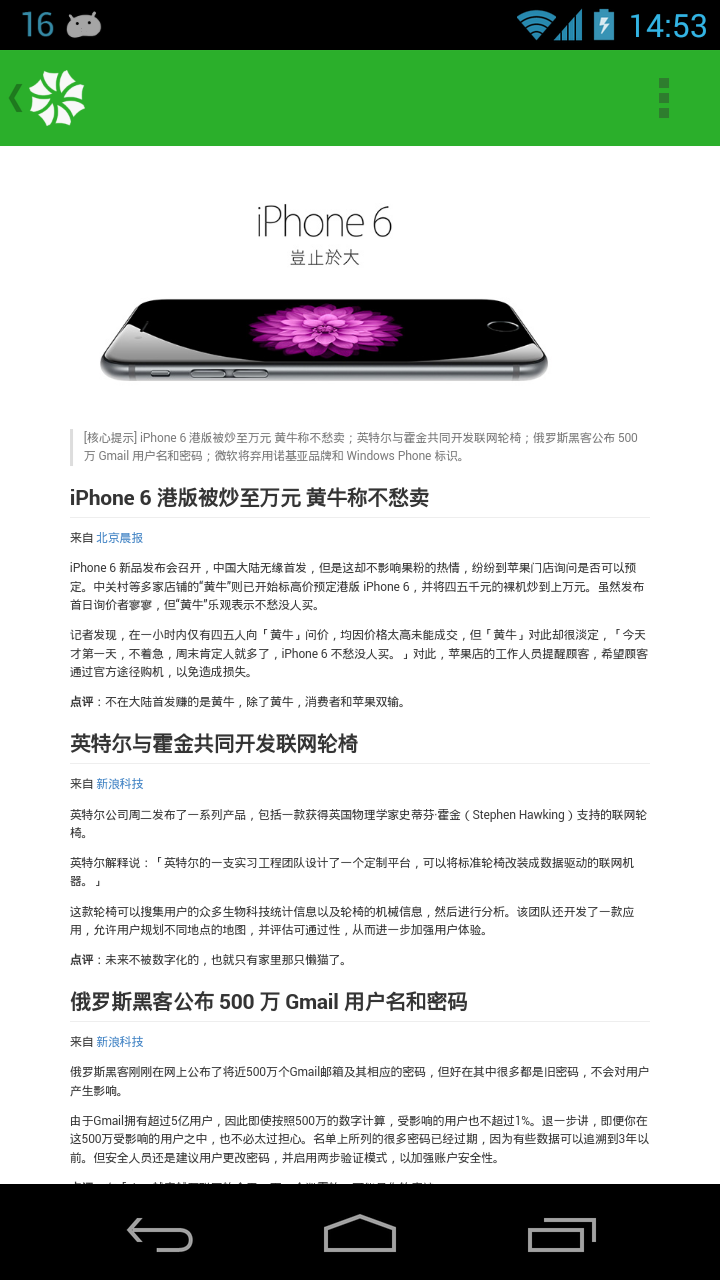 16
14:53
iPhone 6
豈止於大
[核心提示] iPhone 6 港版被炒至万元 黄牛称不愁卖；英特尔与霍金共同开发联网轮椅；俄罗斯黑客公布 500
万 Gmail 用户名和密码；微软将弃用诺基亚品牌和 Windows Phone 标识。
iPhone 6 港版被炒至万元 黄牛称不愁卖
来自 北京晨报
iPhone 6 新品发布会召开，中国大陆无缘首发，但是这却不影响果粉的热情，纷纷到苹果门店询问是否可以预
定。中关村等多家店铺的“黄牛”则已开始标高价预定港版 iPhone 6，并将四五千元的裸机炒到上万元。虽然发布
首日询价者寥寥，但“黄牛”乐观表示不愁没人买。
记者发现，在一小时内仅有四五人向「黄牛」问价，均因价格太高未能成交，但「黄牛」对此却很淡定，「今天
才第一天，不着急，周末肯定人就多了，iPhone 6 不愁没人买。」对此，苹果店的工作人员提醒顾客，希望顾客
通过官方途径购机，以免造成损失。
点评：不在大陆首发赚的是黄牛，除了黄牛，消费者和苹果双输。
英特尔与霍金共同开发联网轮椅
来自 新浪科技
英特尔公司周二发布了一系列产品，包括一款获得英国物理学家史蒂芬·霍金（Stephen Hawking）支持的联网轮
椅。
英特尔解释说：「英特尔的一支实习工程团队设计了一个定制平台，可以将标准轮椅改装成数据驱动的联网机
器。」
这款轮椅可以搜集用户的众多生物科技统计信息以及轮椅的机械信息，然后进行分析。该团队还开发了一款应
用，允许用户规划不同地点的地图，并评估可通过性，从而进一步加强用户体验。
点评：未来不被数字化的，也就只有家里那只懒猫了。
俄罗斯黑客公布 500 万 Gmail 用户名和密码
来自 新浪科技
俄罗斯黑客刚刚在网上公布了将近500万个Gmail邮箱及其相应的密码，但好在其中很多都是旧密码，不会对用户
产生影响。
由于Gmail拥有超过5亿用户，因此即使按照500万的数字计算，受影响的用户也不超过1%。退一步讲，即便你在
这500万受影响的用户之中，也不必太过担心。名单上所列的很多密码已经过期，因为有些数据可以追溯到3年以
前。但安全人员还是建议用户更改密码，并启用两步验证模式，以加强账户安全性。